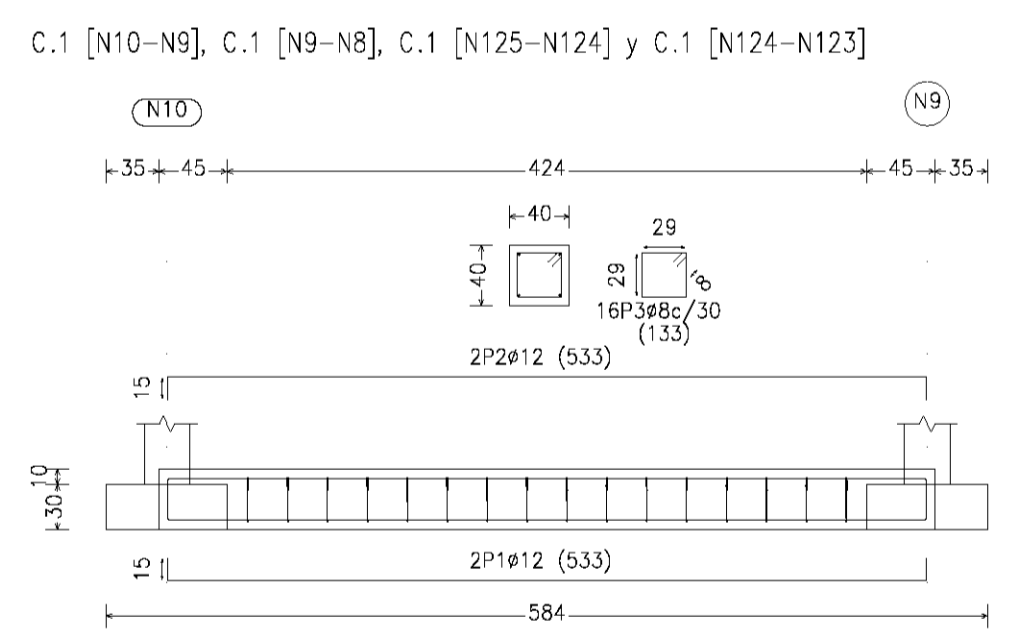 C.1 [N10-N9], C.1 [N9-N8], C.1 [N125-N124] y C.1 [N124-N123]
N10 N9
35 45 424 45 35
40
29
40
29
8
16P3ø8c/30
(133)
2P2ø12 (533)
15
10
30
15
2P1ø12 (533)
584